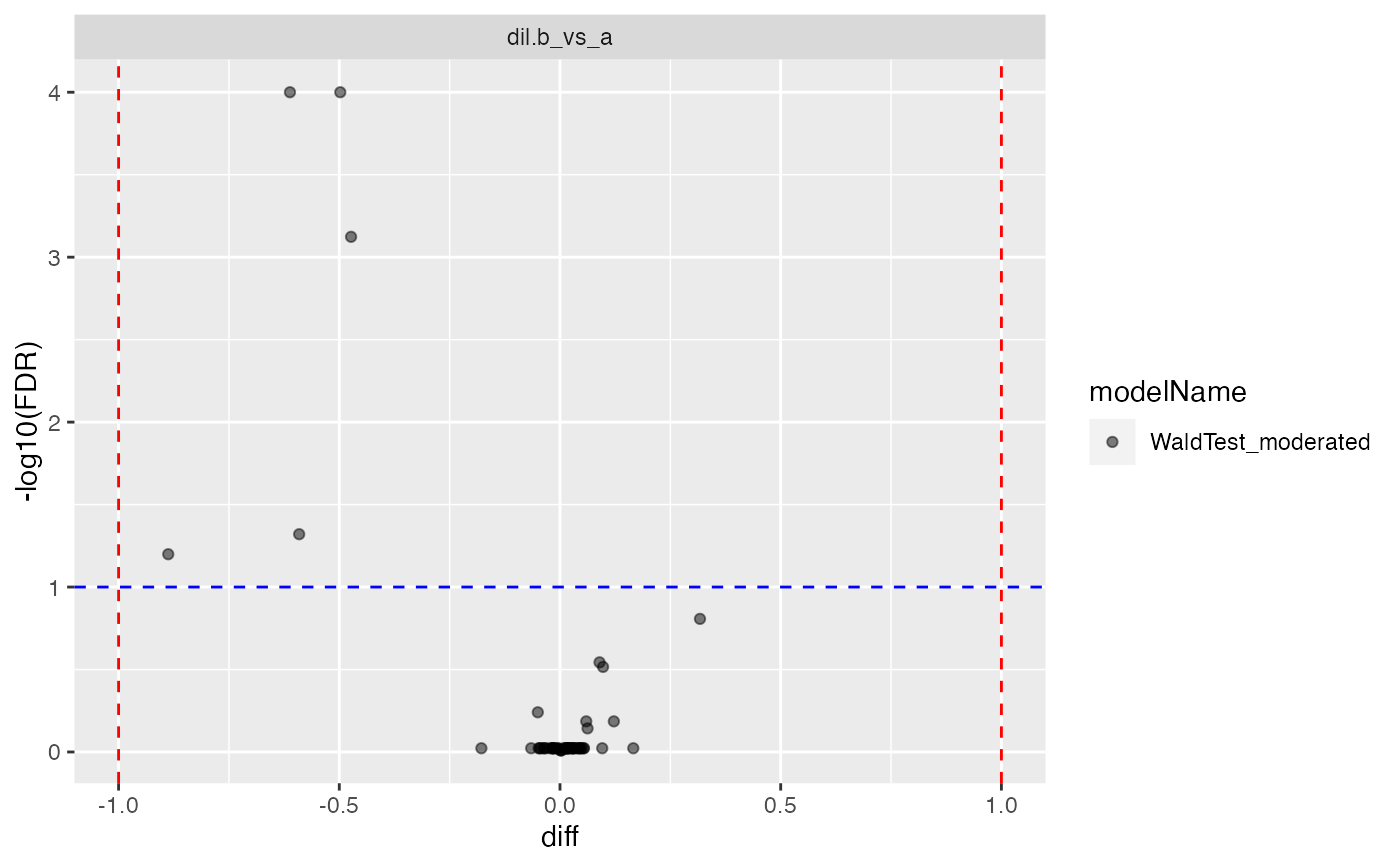 dil.b_vs_a
4
3
2
1
0
-log10(FDR)
-1.0
-0.5
0.0
0.5
1.0
diff
modelName
WaldTest_moderated